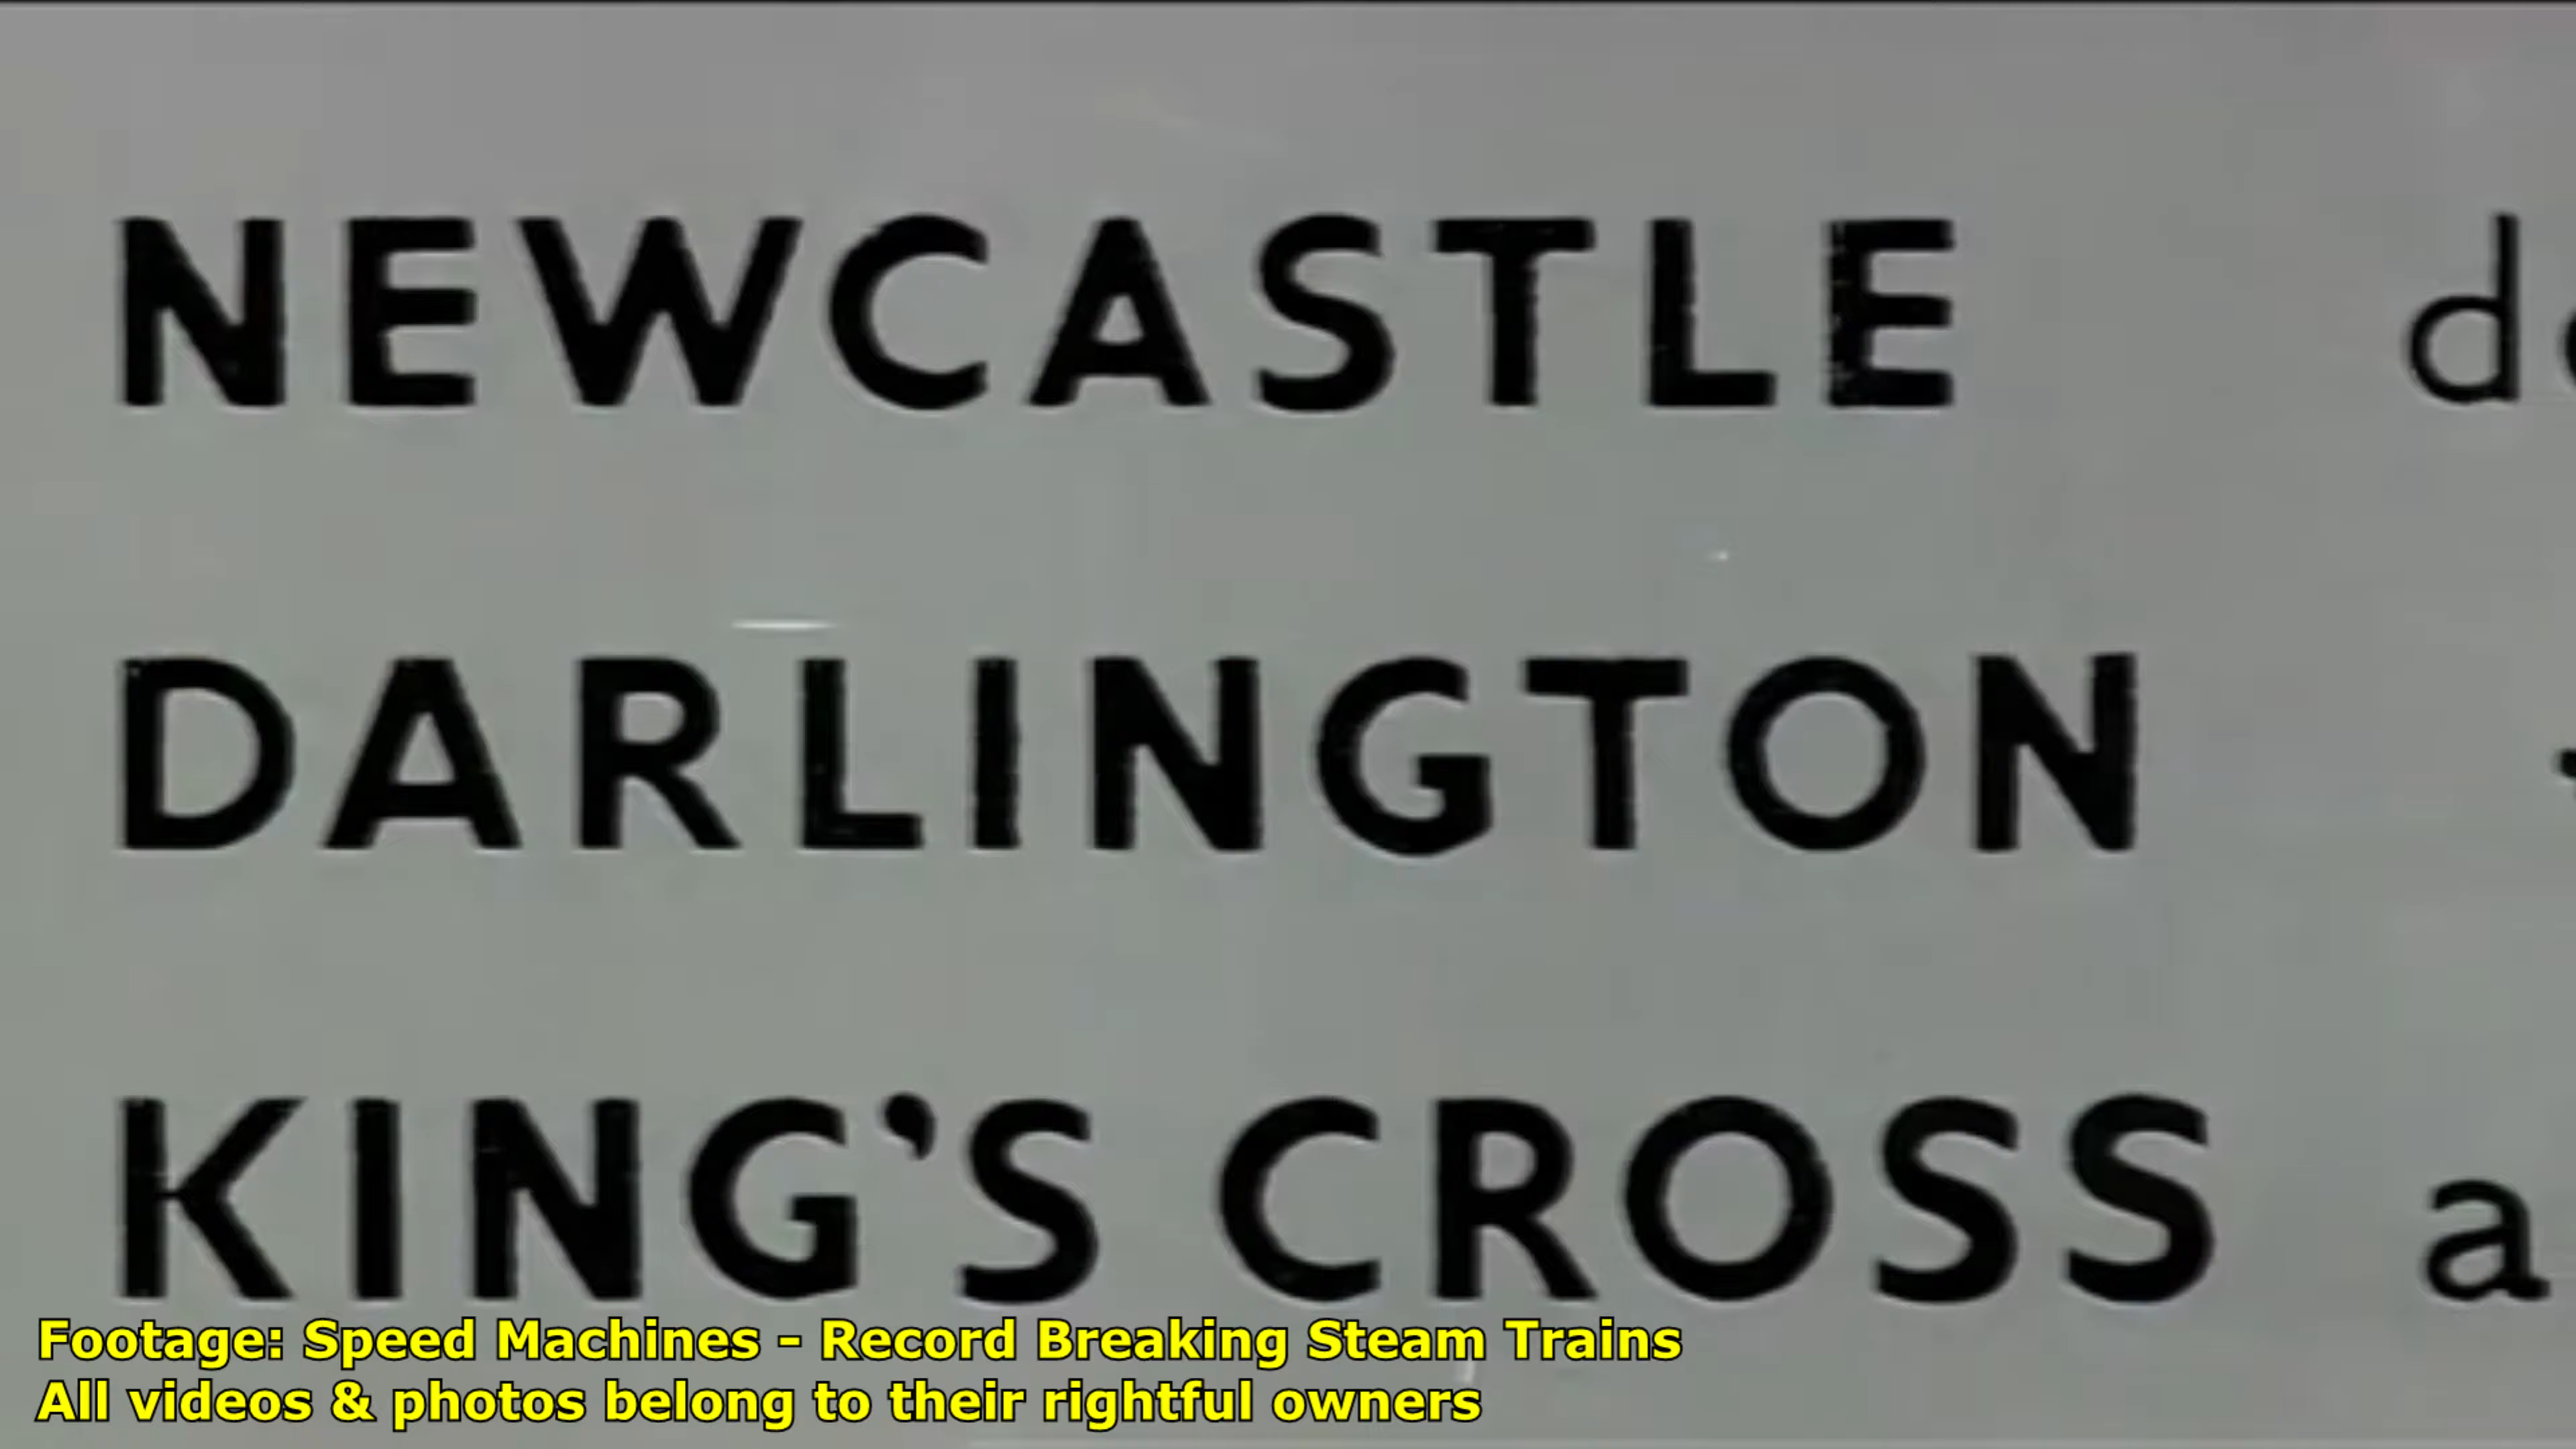 NEWCASTLE d
DARLINGTON
KING'S CROSS a
Footage: Speed Machines - Record Breaking Steam Trains
All videos & photos belong to their rightful owners